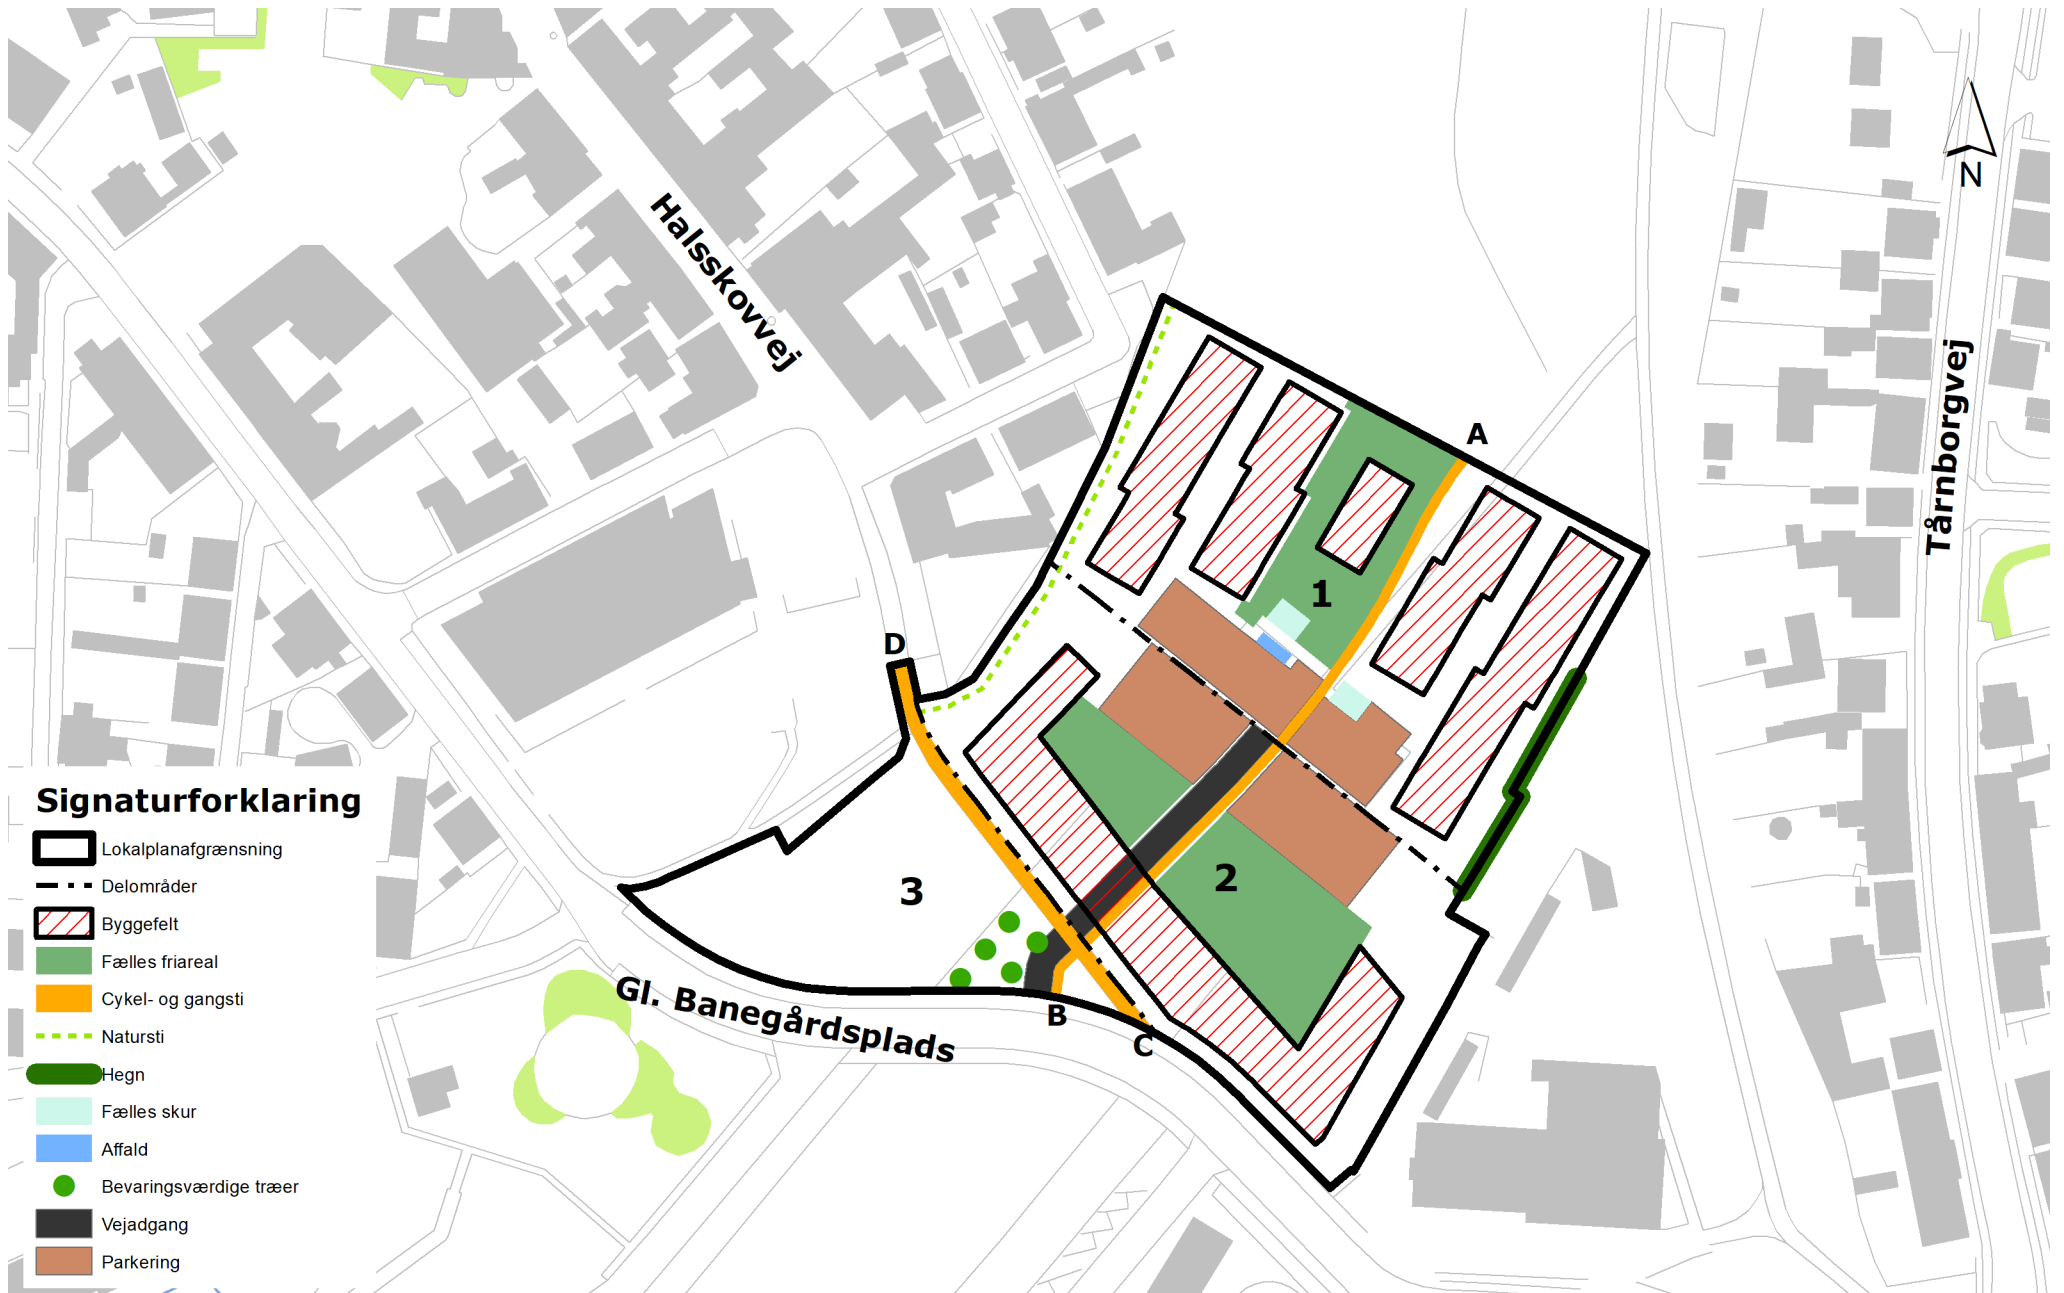 N
Halsskovvej
Tårnborgvej
A
1
D
2
3
B
C
Gl. Banegårdsplads
Signaturforklaring
Lokalplanafgrænsning
Delområder
Byggefelt
Fælles friareal
Cykel- og gangsti
Natursti
Hegn
Fælles skur
Affald
Bevaringsværdige træer
Vejadgang
Parkering